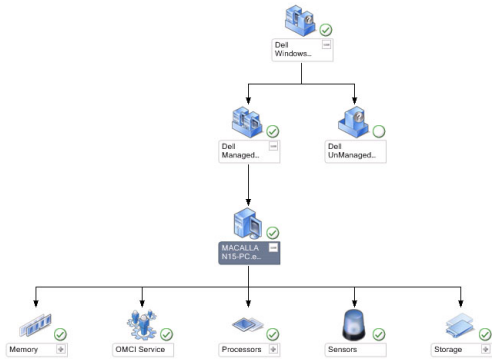 Dell
Windows..
Dell
Managed..
Dell
UnManaged..
MACALLA
N15-PC.e..
Memory
OMCI Service
Processors
Sensors
Storage